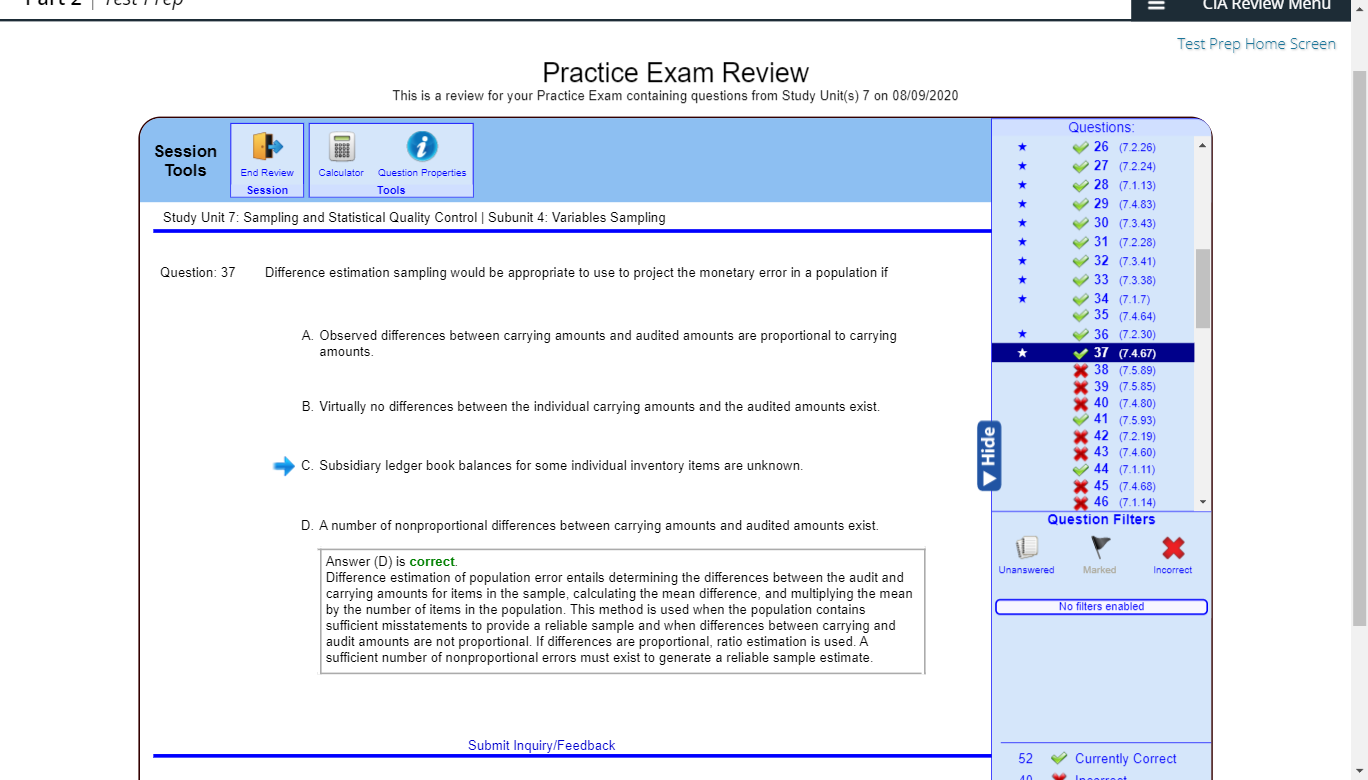 Part 2 | Test Prep
CIA Review Menu
Test Prep Home Screen
Practice Exam Review
This is a review for your Practice Exam containing questions from Study Unit(s) 7 on 08/09/2020
Session
Tools
End Review
Session
Calculator
Question Properties
Tools
Study Unit 7: Sampling and Statistical Quality Control | Subunit 4: Variables Sampling
Question: 37
Difference estimation sampling would be appropriate to use to project the monetary error in a population if
A. Observed differences between carrying amounts and audited amounts are proportional to carrying
amounts.
B. Virtually no differences between the individual carrying amounts and the audited amounts exist.
C. Subsidiary ledger book balances for some individual inventory items are unknown.
D. A number of nonproportional differences between carrying amounts and audited amounts exist.
Answer (D) is correct.
Difference estimation of population error entails determining the differences between the audit and
carrying amounts for items in the sample, calculating the mean difference, and multiplying the mean
by the number of items in the population. This method is used when the population contains
sufficient misstatements to provide a reliable sample and when differences between carrying and
audit amounts are not proportional. If differences are proportional, ratio estimation is used. A
sufficient number of nonproportional errors must exist to generate a reliable sample estimate.
Submit Inquiry/Feedback
Questions:
26 (7.2.26)
27 (7.2.24)
28 (7.1.13)
29 (7.4.83)
30 (7.3.43)
31 (7.2.28)
32 (7.3.41)
33 (7.3.38)
34 (7.1.7)
35 (7.4.64)
36 (7.2.30)
37 (7.4.67)
38 (7.5.89)
39 (7.5.85)
40 (7.4.80)
41 (7.5.93)
42 (7.2.19)
43 (7.4.60)
44 (7.1.11)
45 (7.4.68)
46 (7.1.14)
Hide
Question Filters
Unanswered
Marked
Incorrect
No filters enabled
52 Currently Correct
Incorrect